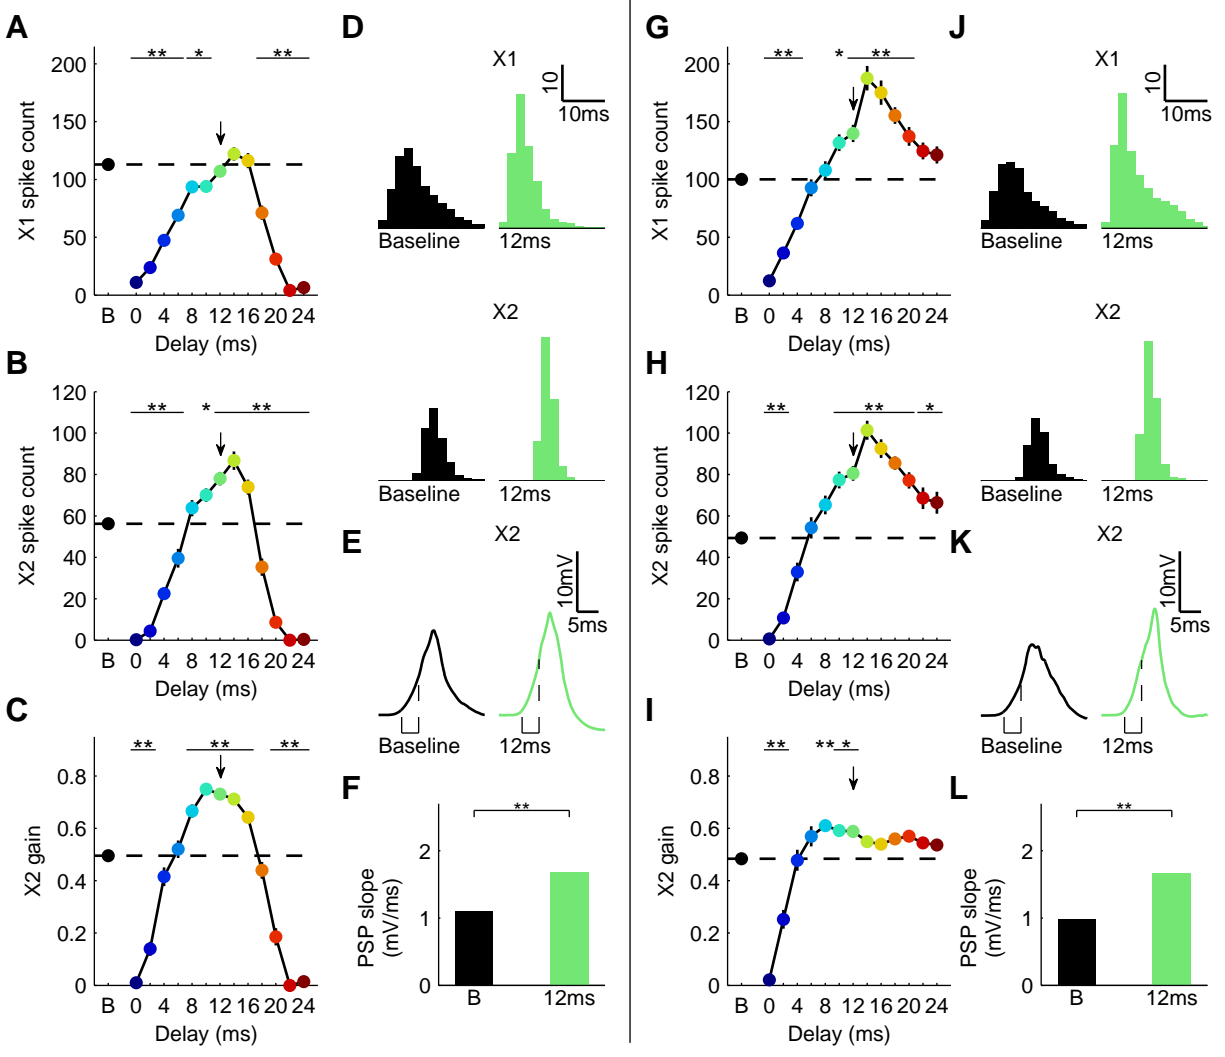 A
200
150
100
50
0
X1 spike count
** * **
B 0 4 8 12 16 20 24
Delay (ms)
B
120
100
80
60
40
20
0
X2 spike count
** * **
B 0 4 8 12 16 20 24
Delay (ms)
C
0.8
0.6
0.4
0.2
0
X2 gain
** ** **
B 0 4 8 12 16 20 24
Delay (ms)
D
X1
10
10ms
Baseline 12ms
X2
Baseline 12ms
E
X2
10mV
5ms
Baseline 12ms
F
**
2
1
0
PSP slope
(mV/ms)
B 12ms
G
200
150
100
50
0
X1 spike count
** * **
B 0 4 8 12 16 20 24
Delay (ms)
H
120
100
80
60
40
20
0
X2 spike count
** ** *
B 0 4 8 12 16 20 24
Delay (ms)
I
0.8
0.6
0.4
0.2
0
X2 gain
** ** *
B 0 4 8 12 16 20 24
Delay (ms)
J
X1
10
10ms
Baseline 12ms
X2
Baseline 12ms
K
X2
10mV
5ms
Baseline 12ms
L
**
2
1
0
PSP slope
(mV/ms)
B 12ms